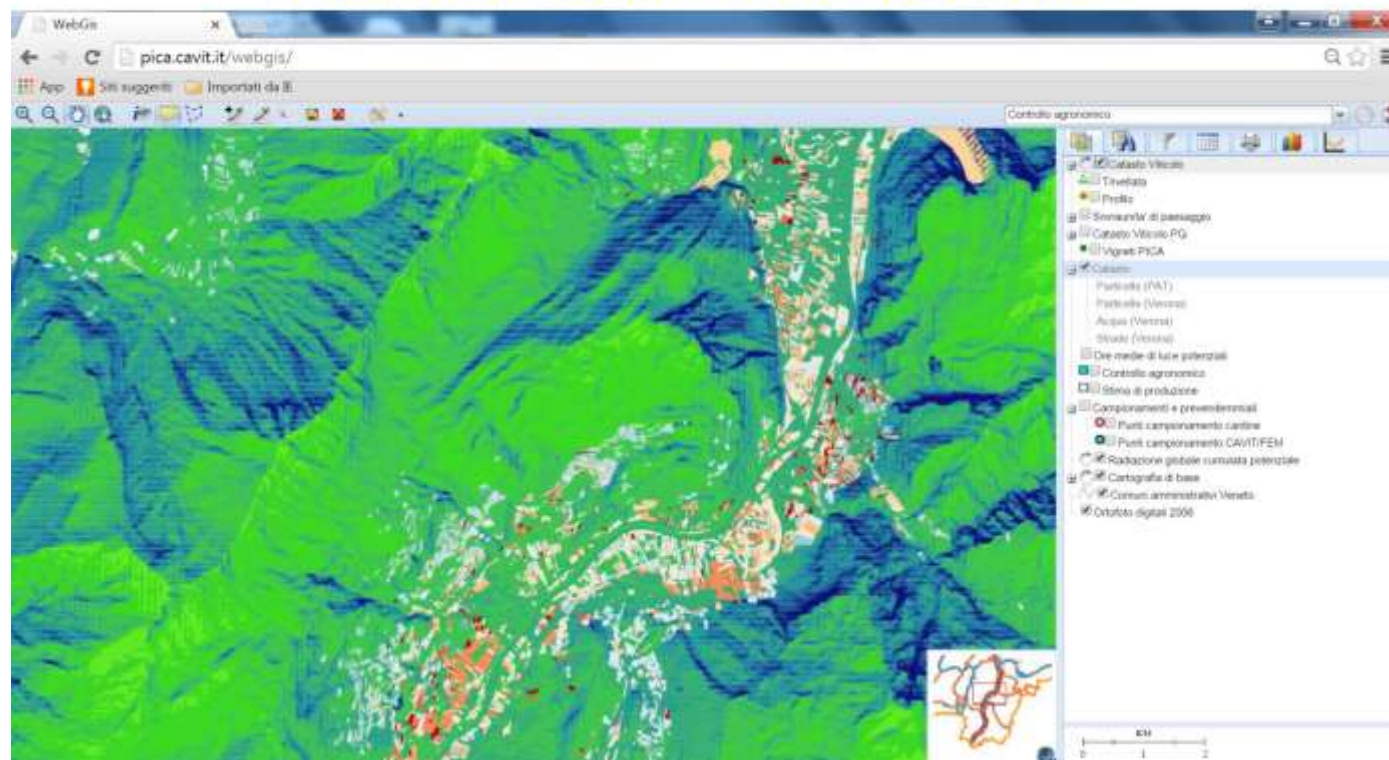 WebGis
pica.cavit.it/webgis/
App Siti suggeriti Importati da IE
Controllo agronomico
Catasto Viticolo
Trivellata
Profilo
Sovraunita' di paesaggio
Catasto Viticolo PG
Vigneti PICA
Catasto
Particelle (PAT)
Particelle (Verona)
Acqua (Verona)
Strade (Verona)
Ore medie di luce potenziali
Controllo agronomico
Stima di produzione
Campionamenti e prevendemmiali
Punti campionamento cantine
Punti campionamento CAVIT/FEM
Radiazione globale cumulata potenziale
Cartografia di base
Comuni amministrativi Veneto
Ortofoto digitali 2006
KM
0 1 2